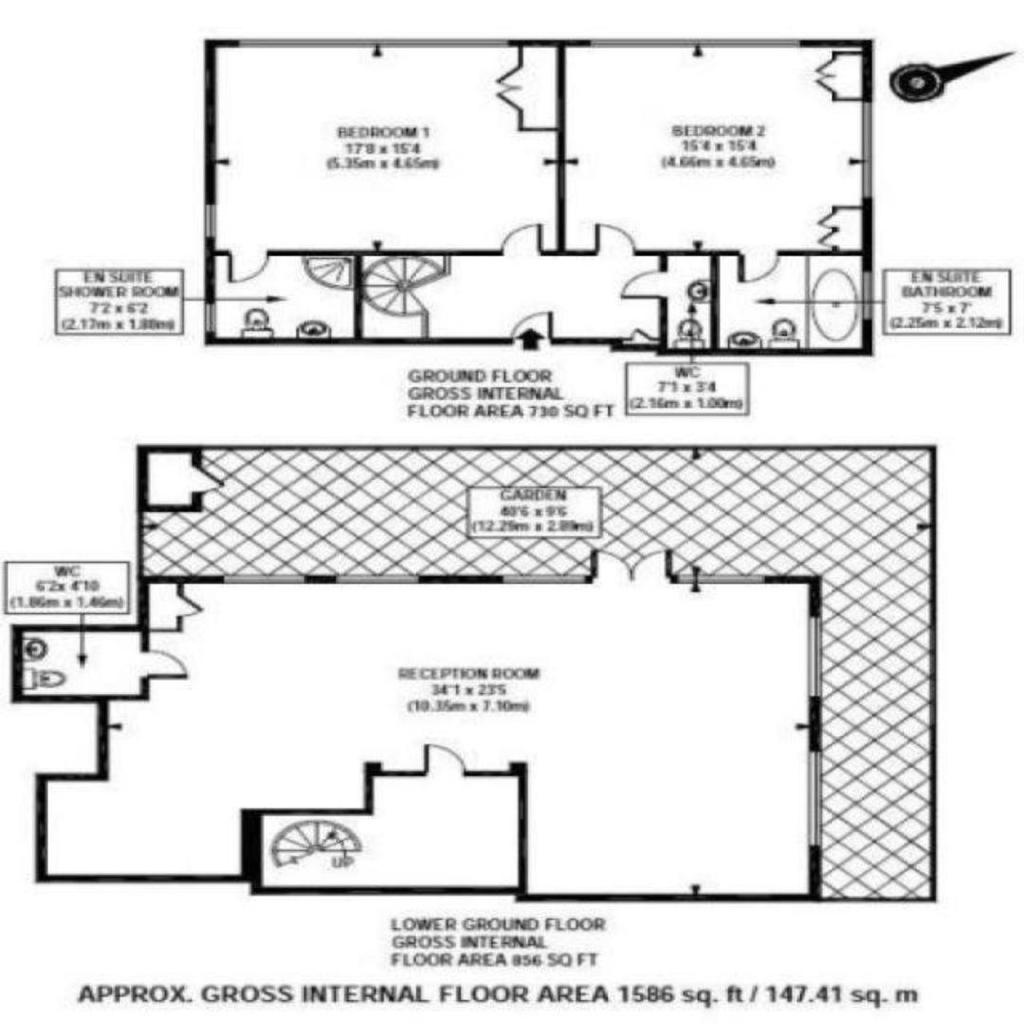 BEDROOM 1
17'8 x 15'4
(5.35m x 4.65m)
BEDROOM 2
15'4 x 15'4
(4.66m x 4.65m)
EN SUITE
SHOWER ROOM
7'2 x 6'2
(2.17m x 1.88m)
EN SUITE
BATHROOM
7'5 x 7'
(2.25m x 2.12m)
WC
7'1 x 3'4
(2.16m x 1.00m)
GROUND FLOOR
GROSS INTERNAL
FLOOR AREA 730 SQ FT
GARDEN
40'6 x 9'6
(12.29m x 2.89m)
WC
6'2x 4'10
(1.86m x 1.46m)
RECEPTION ROOM
34'1 x 23'5
(10.35m x 7.10m)
UP
LOWER GROUND FLOOR
GROSS INTERNAL
FLOOR AREA 856 SQ FT
APPROX. GROSS INTERNAL FLOOR AREA 1586 sq. ft / 147.41 sq. m